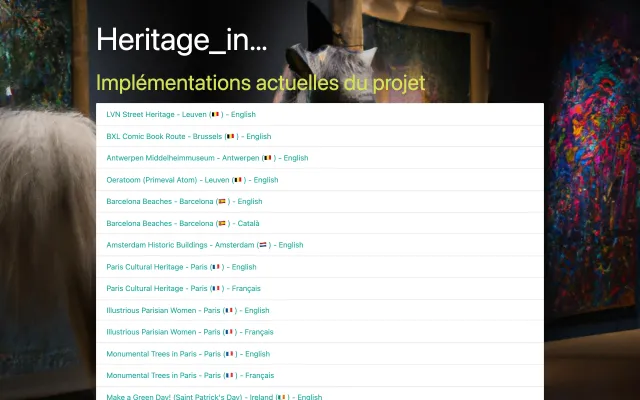 Heritage_in...
Implémentations actuelles du projet
LVN Street Heritage - Leuven (🇧🇪) - English
BXL Comic Book Route - Brussels (🇧🇪) - English
Antwerpen Middelheimmuseum - Antwerpen (🇧🇪) - English
Oeratoom (Primeval Atom) - Leuven (🇧🇪) - English
Barcelona Beaches - Barcelona (🇪🇸) - English
Barcelona Beaches - Barcelona (🇪🇸) - Català
Amsterdam Historic Buildings - Amsterdam (🇳🇱) - English
Paris Cultural Heritage - Paris (🇫🇷) - English
Paris Cultural Heritage - Paris (🇫🇷) - Français
Illustrious Parisian Women - Paris (🇫🇷) - English
Illustrious Parisian Women - Paris (🇫🇷) - Français
Monumental Trees in Paris - Paris (🇫🇷) - English
Monumental Trees in Paris - Paris (🇫🇷) - Français
Make a Green Day! (Saint Patrick's Day) - Ireland (🇮🇪) - English